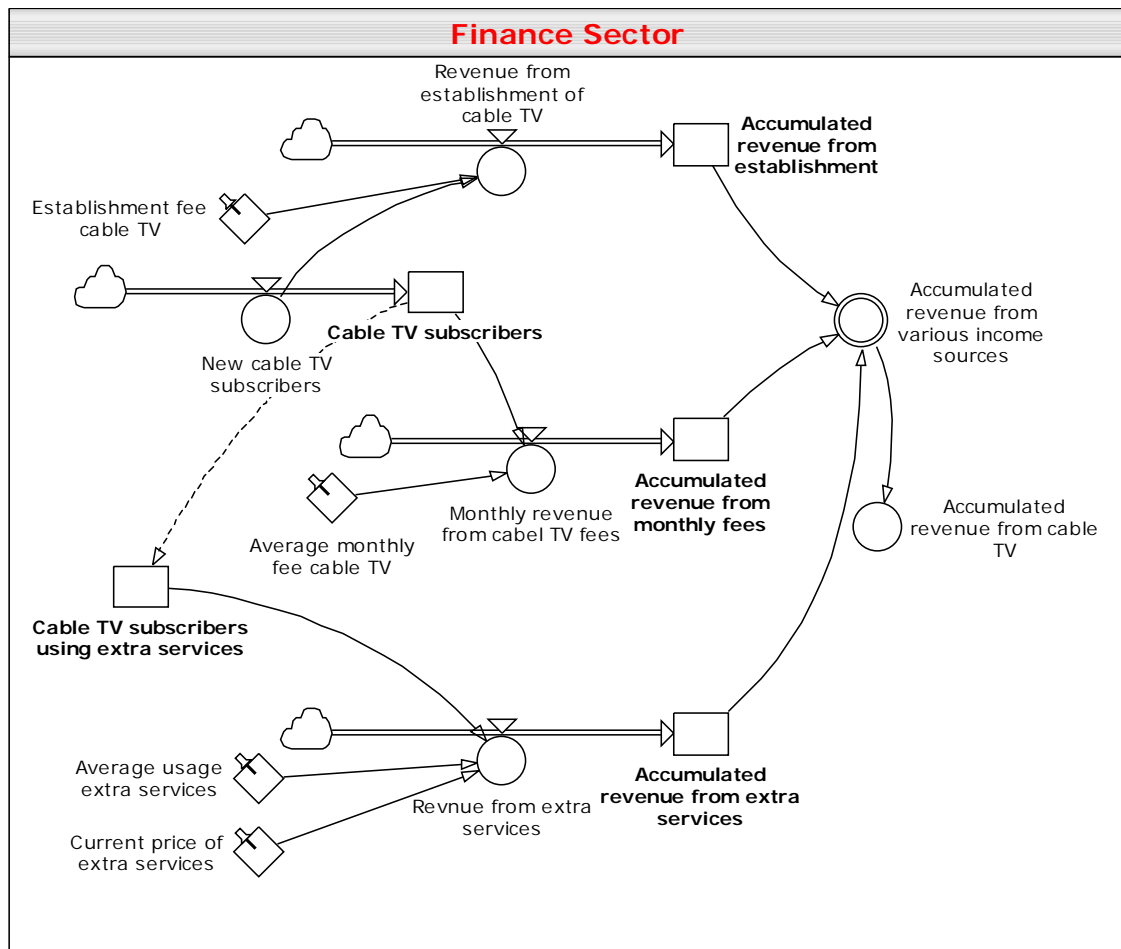 Finance Sector
Revenue from
establishment of
cable TV
Accumulated
revenue from
establishment
Establishment fee
cable TV
Cable TV subscribers
New cable TV
subscribers
Accumulated
revenue from
various income
sources
Accumulated
revenue from
monthly fees
Monthly revenue
from cabel TV fees
Average monthly
fee cable TV
Accumulated
revenue from cable
TV
Cable TV subscribers
using extra services
Average usage
extra services
Revnue from extra
services
Accumulated
revenue from extra
services
Current price of
extra services